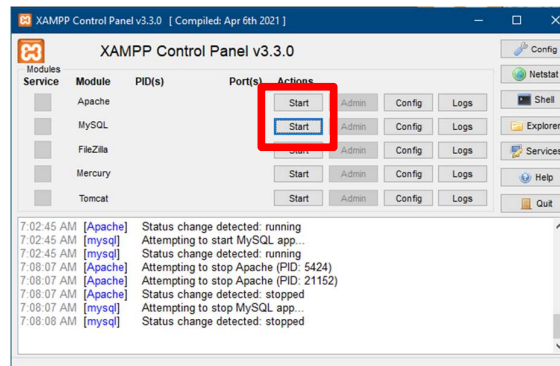 XAMPP Control Panel v3.3.0 [ Compiled: Apr 6th 2021 ]
XAMPP Control Panel v3.3.0
Config
Modules
Service Module PID(s) Port(s) Actions
Netstat
Apache Start Admin Config Logs
Shell
MySQL Start Admin Config Logs
Explorer
FileZilla Start Admin Config Logs
Services
Mercury Start Admin Config Logs
Help
Tomcat Start Admin Config Logs
Quit
7:02:45 AM [Apache] Status change detected: running
7:02:45 AM [mysql] Attempting to start MySQL app...
7:02:45 AM [mysql] Status change detected: running
7:08:07 AM [Apache] Attempting to stop Apache (PID: 5424)
7:08:07 AM [Apache] Attempting to stop Apache (PID: 21152)
7:08:07 AM [Apache] Status change detected: stopped
7:08:07 AM [mysql] Attempting to stop MySQL app...
7:08:08 AM [mysql] Status change detected: stopped